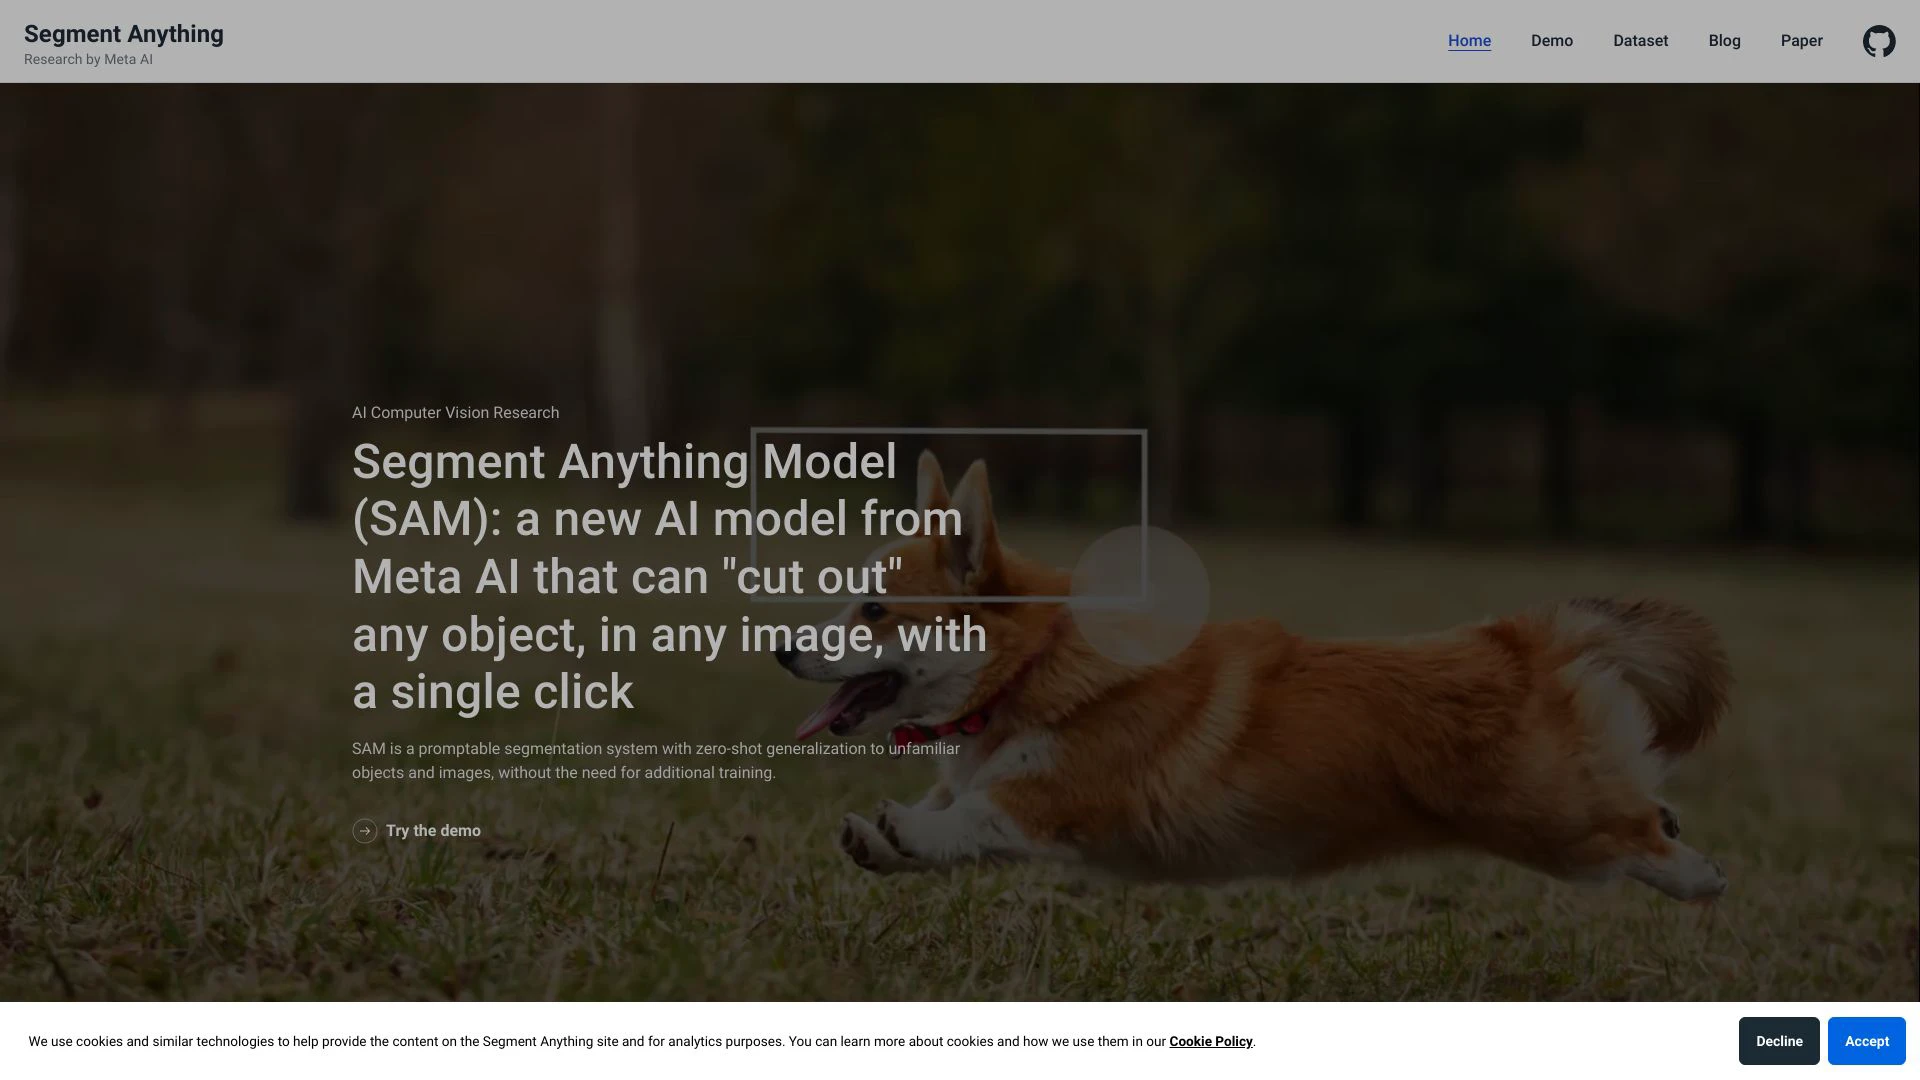 Segment Anything
Research by Meta AI
Home
Demo
Dataset
Blog
Paper
AI Computer Vision Research
Segment Anything Model
(SAM): a new AI model from
Meta AI that can "cut out"
any object, in any image, with
a single click
SAM is a promptable segmentation system with zero-shot generalization to unfamiliar
objects and images, without the need for additional training.
Try the demo
We use cookies and similar technologies to help provide the content on the Segment Anything site and for analytics purposes. You can learn more about cookies and how we use them in our Cookie Policy.
Decline
Accept